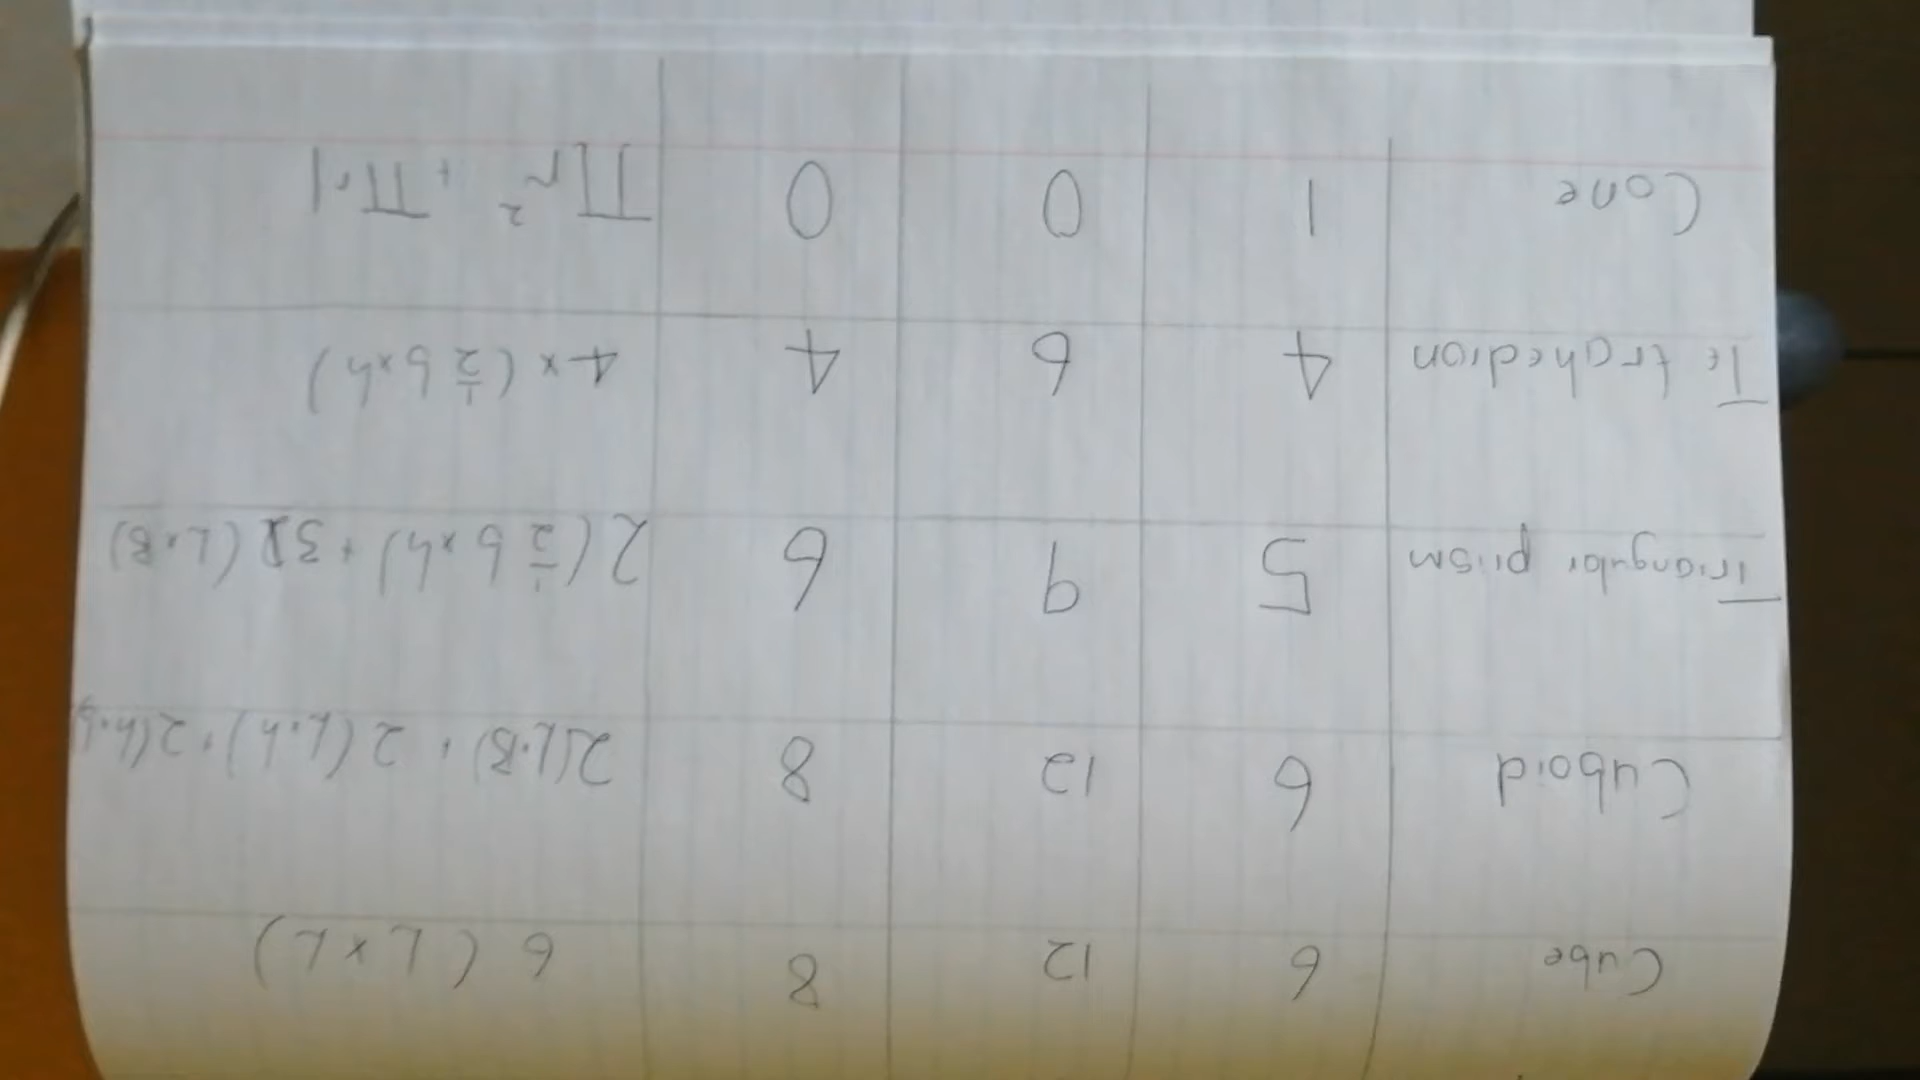 Cube 6 12 8 6 (L × L)
Cuboid 6 12 8 2(L×B) + 2(L×h) + 2(h×b)
Triangular prism 5 9 6 2(½ b×h) + 3(L×B)
Tetrahedron 4 6 4 4 × (½ b×h)
Cone 1 0 0 πr² + πrl